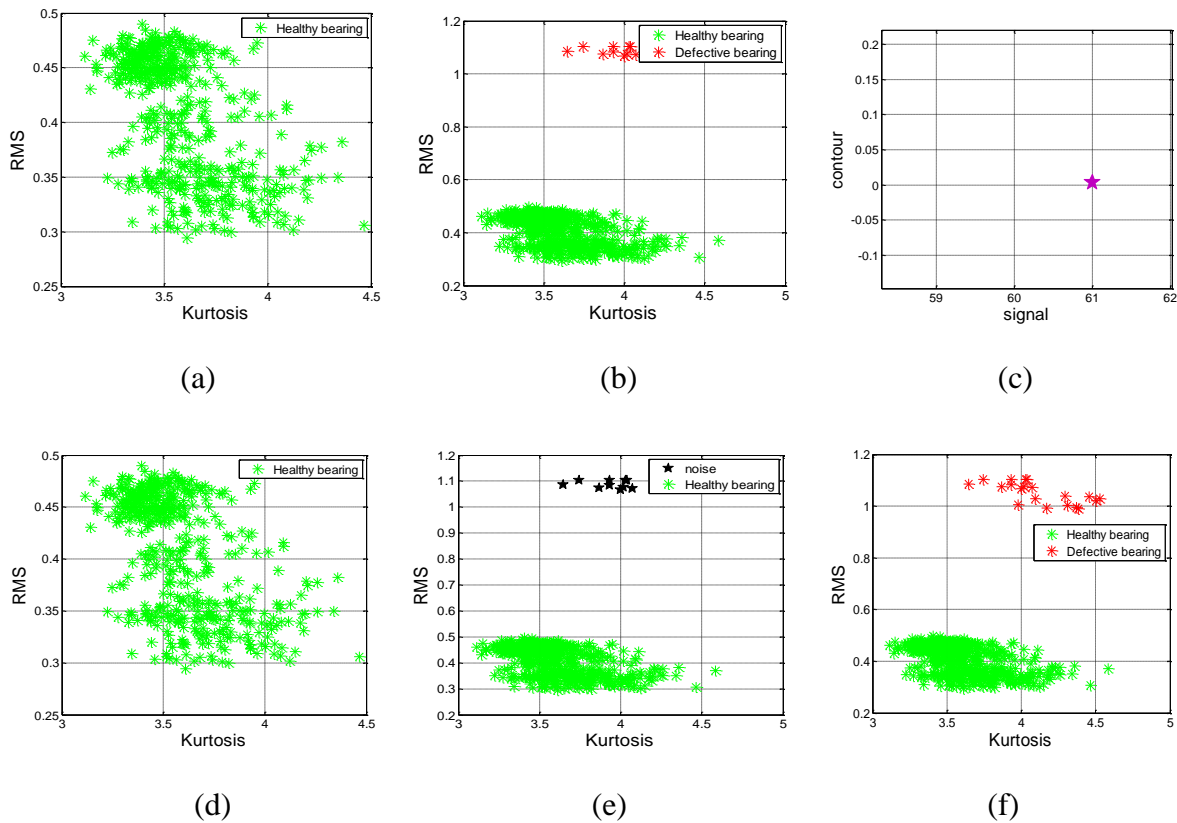 0.5
0.45
0.4
0.35
0.3
0.25
3
3.5
4
4.5
RMS
Kurtosis
Healthy bearing
(a)
1.2
1
0.8
0.6
0.4
0.2
3
3.5
4
4.5
5
RMS
Kurtosis
Healthy bearing
Defective bearing
(b)
0.2
0.15
0.1
0.05
0
-0.05
-0.1
59
60
61
62
contour
signal
(c)
0.5
0.45
0.4
0.35
0.3
0.25
3
3.5
4
4.5
RMS
Kurtosis
Healthy bearing
(d)
1.2
1.1
1
0.9
0.8
0.7
0.6
0.5
0.4
0.3
0.2
3
3.5
4
4.5
5
RMS
Kurtosis
noise
Healthy bearing
(e)
1.2
1
0.8
0.6
0.4
0.2
3
3.5
4
4.5
5
RMS
Kurtosis
Healthy bearing
Defective bearing
(f)